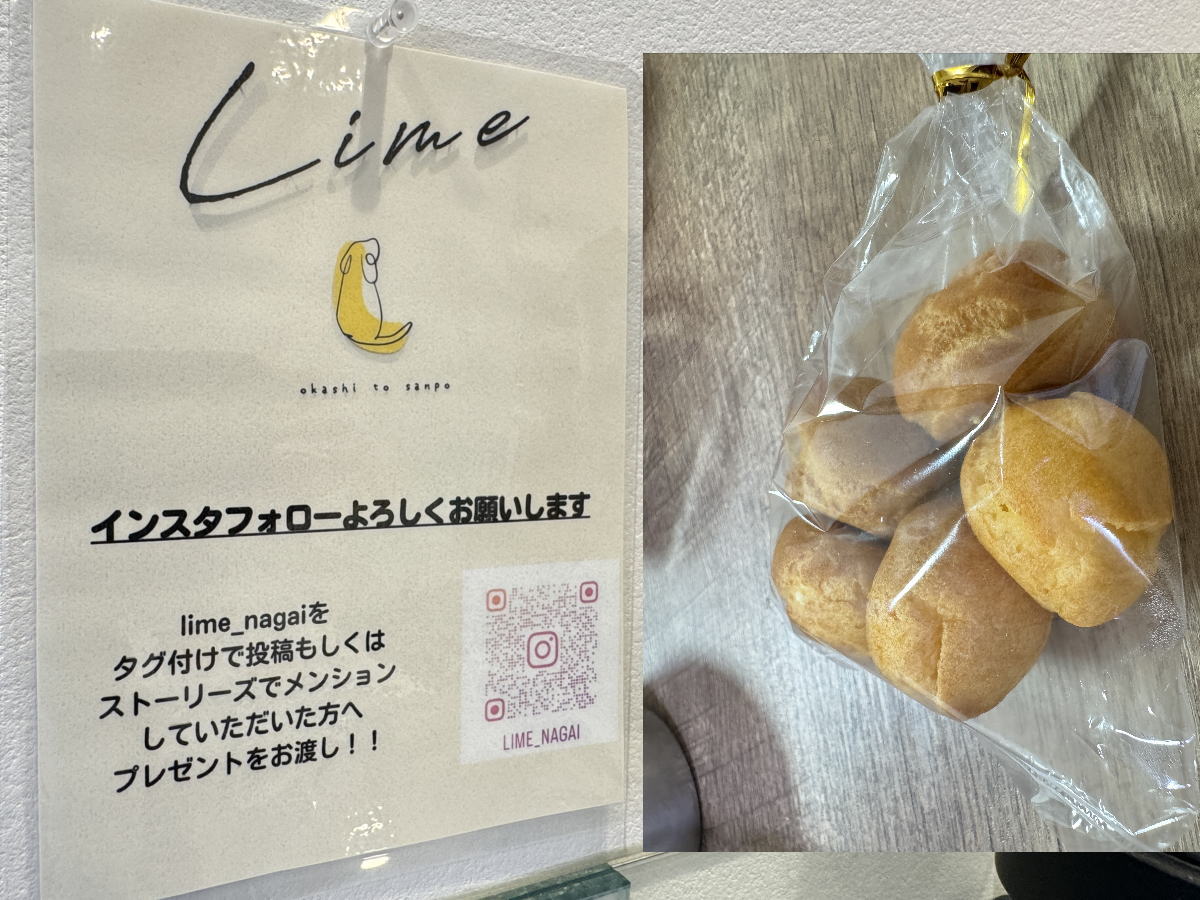 Lime
okashi to sanpo
インスタフォローよろしくお願いします
lime_nagaiを
タグ付けで投稿もしくは
ストーリーズでメンション
していただいた方へ
プレゼントをお渡し！！
LIME_NAGAI